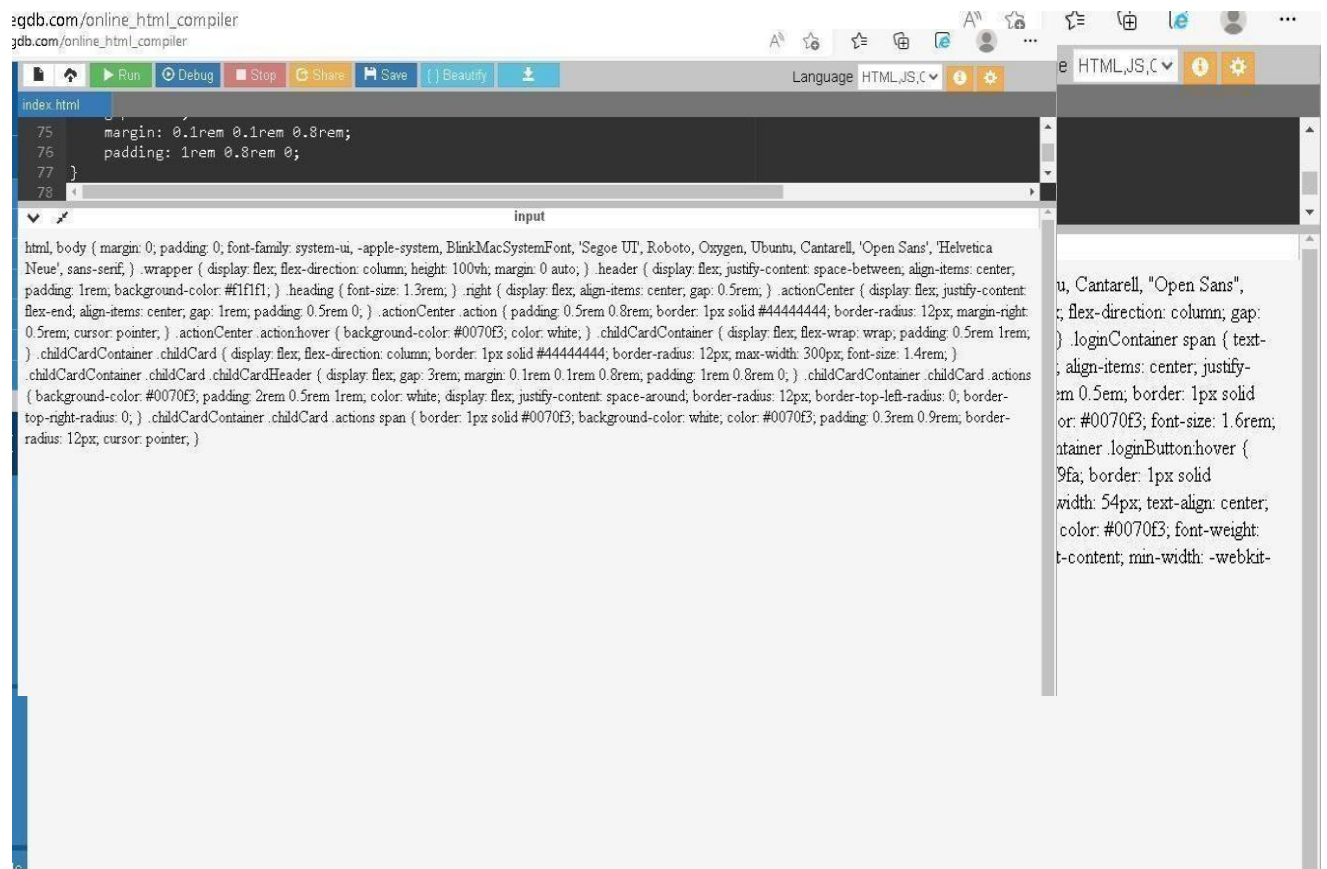 egdb.com/online_html_compiler
gdb.com/online_html_compiler
Run Debug Stop Share Save { } Beautify
Language HTML,JS,C
e HTML,JS,C
index.html
75 margin: 0.1rem 0.1rem 0.8rem;
76 padding: 1rem 0.8rem 0;
77 }
78
input
html, body { margin: 0; padding: 0; font-family: system-ui, -apple-system, BlinkMacSystemFont, 'Segoe UI', Roboto, Oxygen, Ubuntu, Cantarell, 'Open Sans', 'Helvetica
Neue', sans-serif; } .wrapper { display: flex; flex-direction: column; height: 100vh; margin: 0 auto; } .header { display: flex; justify-content: space-between; align-items: center;
padding: 1rem; background-color: #f1f1f1; } .heading { font-size: 1.3rem; } .right { display: flex; align-items: center; gap: 0.5rem; } .actionCenter { display: flex; justify-content:
flex-end; align-items: center; gap: 1rem; padding: 0.5rem 0; } .actionCenter .action { padding: 0.5rem 0.8rem; border: 1px solid #44444444; border-radius: 12px; margin-right:
0.5rem; cursor: pointer; } .actionCenter .action:hover { background-color: #0070f3; color: white; } .childCardContainer { display: flex; flex-wrap: wrap; padding: 0.5rem 1rem;
} .childCardContainer .childCard { display: flex; flex-direction: column; border: 1px solid #44444444; border-radius: 12px; max-width: 300px; font-size: 1.4rem; }
.childCardContainer .childCard .childCardHeader { display: flex; gap: 3rem; margin: 0.1rem 0.1rem 0.8rem; padding: 1rem 0.8rem 0; } .childCardContainer .childCard .actions
{ background-color: #0070f3; padding: 2rem 0.5rem 1rem; color: white; display: flex; justify-content: space-around; border-radius: 12px; border-top-left-radius: 0; border-
top-right-radius: 0; } .childCardContainer .childCard .actions span { border: 1px solid #0070f3; background-color: white; color: #0070f3; padding: 0.3rem 0.9rem; border-
radius: 12px; cursor: pointer; }
u, Cantarell, "Open Sans",
; flex-direction: column; gap:
} .loginContainer span { text-
; align-items: center; justify-
em 0.5em; border: 1px solid
or: #0070f3; font-size: 1.6rem;
ntainer .loginButton:hover {
9fa; border: 1px solid
width: 54px; text-align: center;
color: #0070f3; font-weight:
t-content; min-width: -webkit-